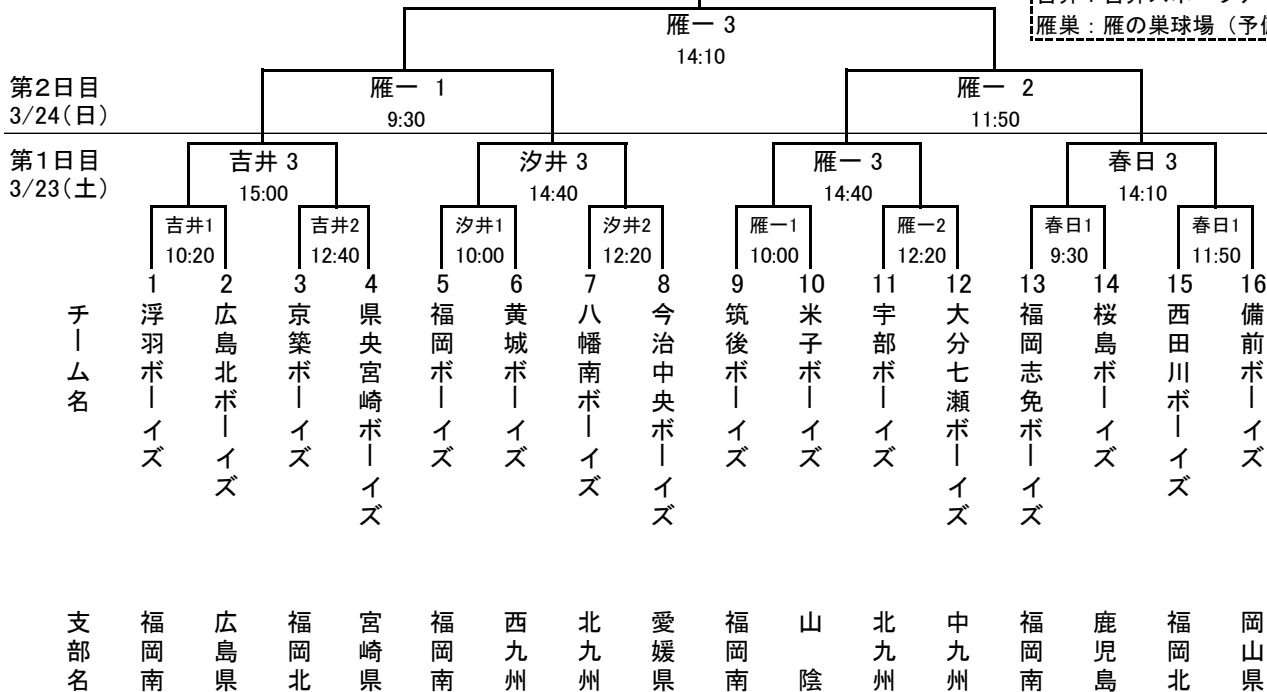 雁一 3
14:10
雁巣：雁の巣球場（予
第2日目
3/24(日)
雁一 1
9:30
雁一 2
11:50
第1日目
3/23(土)
吉井 3
15:00
汐井 3
14:40
雁一 3
14:40
春日 3
14:10
吉井1
10:20
吉井2
12:40
汐井1
10:00
汐井2
12:20
雁一1
10:00
雁一2
12:20
春日1
9:30
春日1
11:50
1 2 3 4 5 6 7 8 9 10 11 12 13 14 15 16
チーム名
浮羽ボーイズ
広島北ボーイズ
京築ボーイズ
県央宮崎ボーイズ
福岡ボーイズ
黄城ボーイズ
八幡南ボーイズ
今治中央ボーイズ
筑後ボーイズ
米子ボーイズ
宇部ボーイズ
大分七瀬ボーイズ
福岡志免ボーイズ
桜島ボーイズ
西田川ボーイズ
備前ボーイズ
支部名
福岡南
広島県
福岡北
宮崎県
福岡南
西九州
北九州
愛媛県
福岡南
山陰
北九州
中九州
福岡南
鹿児島
福岡北
岡山県